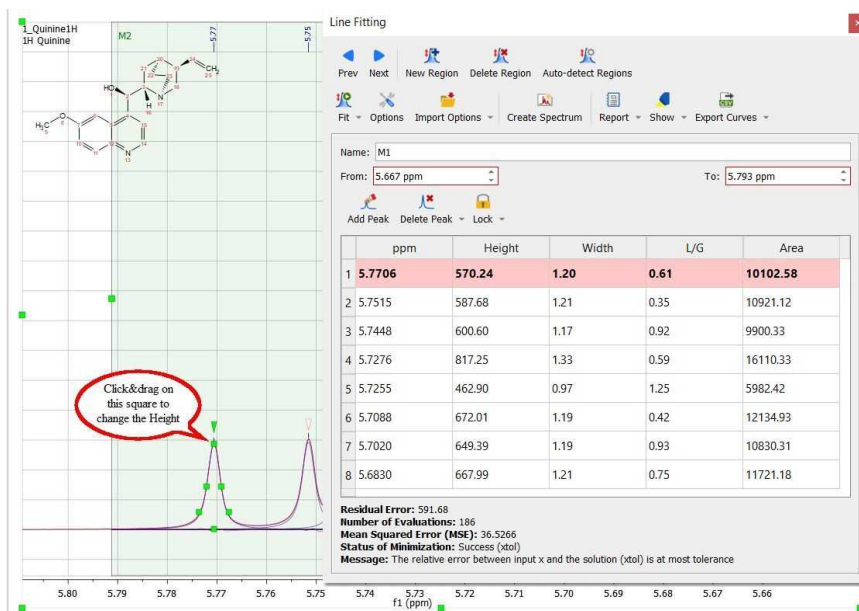 1_Quinine1H
1H Quinine
M2
5.77
5.75
HO
H
N
H₃C
O
N
CH₂
Click&drag on
this square to
change the Height
5.80 5.79 5.78 5.77 5.76 5.75 5.74 5.73 5.72 5.71 5.70 5.69 5.68 5.67 5.66
f1 (ppm)
Line Fitting
Prev Next New Region Delete Region Auto-detect Regions
Fit Options Import Options Create Spectrum Report Show Export Curves
Name: M1
From: 5.667 ppm To: 5.793 ppm
Add Peak Delete Peak Lock
ppm Height Width L/G Area
1 5.7706 570.24 1.20 0.61 10102.58
2 5.7515 587.68 1.21 0.35 10921.12
3 5.7448 600.60 1.17 0.92 9900.33
4 5.7276 817.25 1.33 0.59 16110.33
5 5.7255 462.90 0.97 1.25 5982.42
6 5.7088 672.01 1.19 0.42 12134.93
7 5.7020 649.39 1.19 0.93 10830.31
8 5.6830 667.99 1.21 0.75 11721.18
Residual Error: 591.68
Number of Evaluations: 186
Mean Squared Error (MSE): 36.5266
Status of Minimization: Success (xtol)
Message: The relative error between input x and the solution (xtol) is at most tolerance